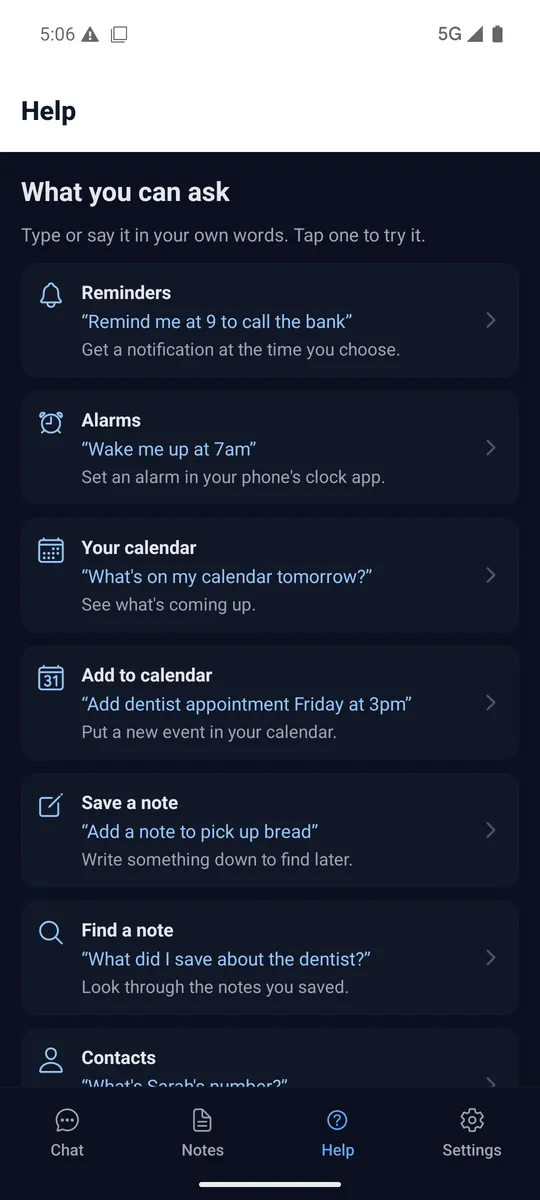 5:06
5G
Help
What you can ask
Type or say it in your own words. Tap one to try it.
Reminders
“Remind me at 9 to call the bank”
Get a notification at the time you choose.
Alarms
“Wake me up at 7am”
Set an alarm in your phone's clock app.
Your calendar
“What's on my calendar tomorrow?”
See what's coming up.
31
Add to calendar
“Add dentist appointment Friday at 3pm”
Put a new event in your calendar.
Save a note
“Add a note to pick up bread”
Write something down to find later.
Find a note
“What did I save about the dentist?”
Look through the notes you saved.
Contacts
“What's Sarah's number?”
Chat
Notes
Help
Settings